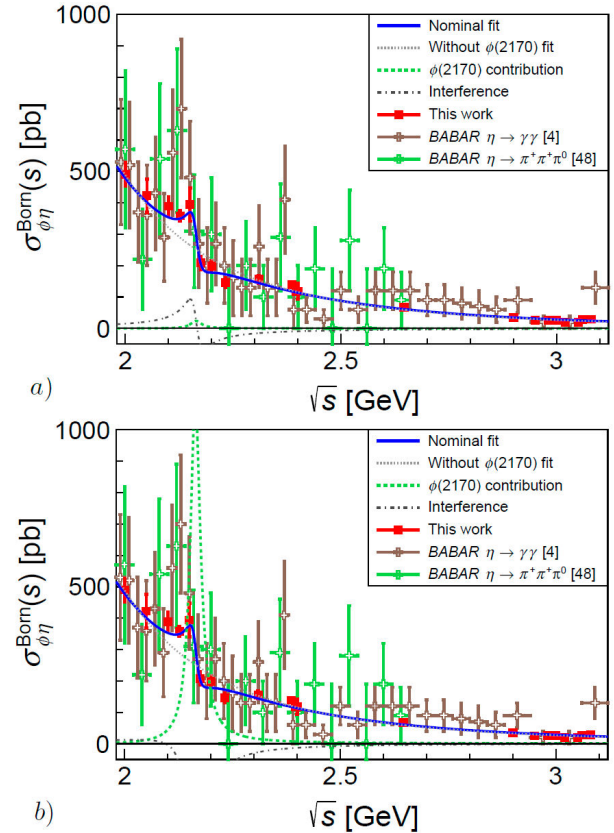 1000
500
0
σ^Born_φη(s) [pb]
Nominal fit
Without φ(2170) fit
φ(2170) contribution
Interference
This work
BABAR η → γγ [4]
BABAR η → π⁺π⁺π⁰ [48]
2 2.5 3
√s [GeV]
a)
1000
500
0
σ^Born_φη(s) [pb]
Nominal fit
Without φ(2170) fit
φ(2170) contribution
Interference
This work
BABAR η → γγ [4]
BABAR η → π⁺π⁺π⁰ [48]
2 2.5 3
√s [GeV]
b)